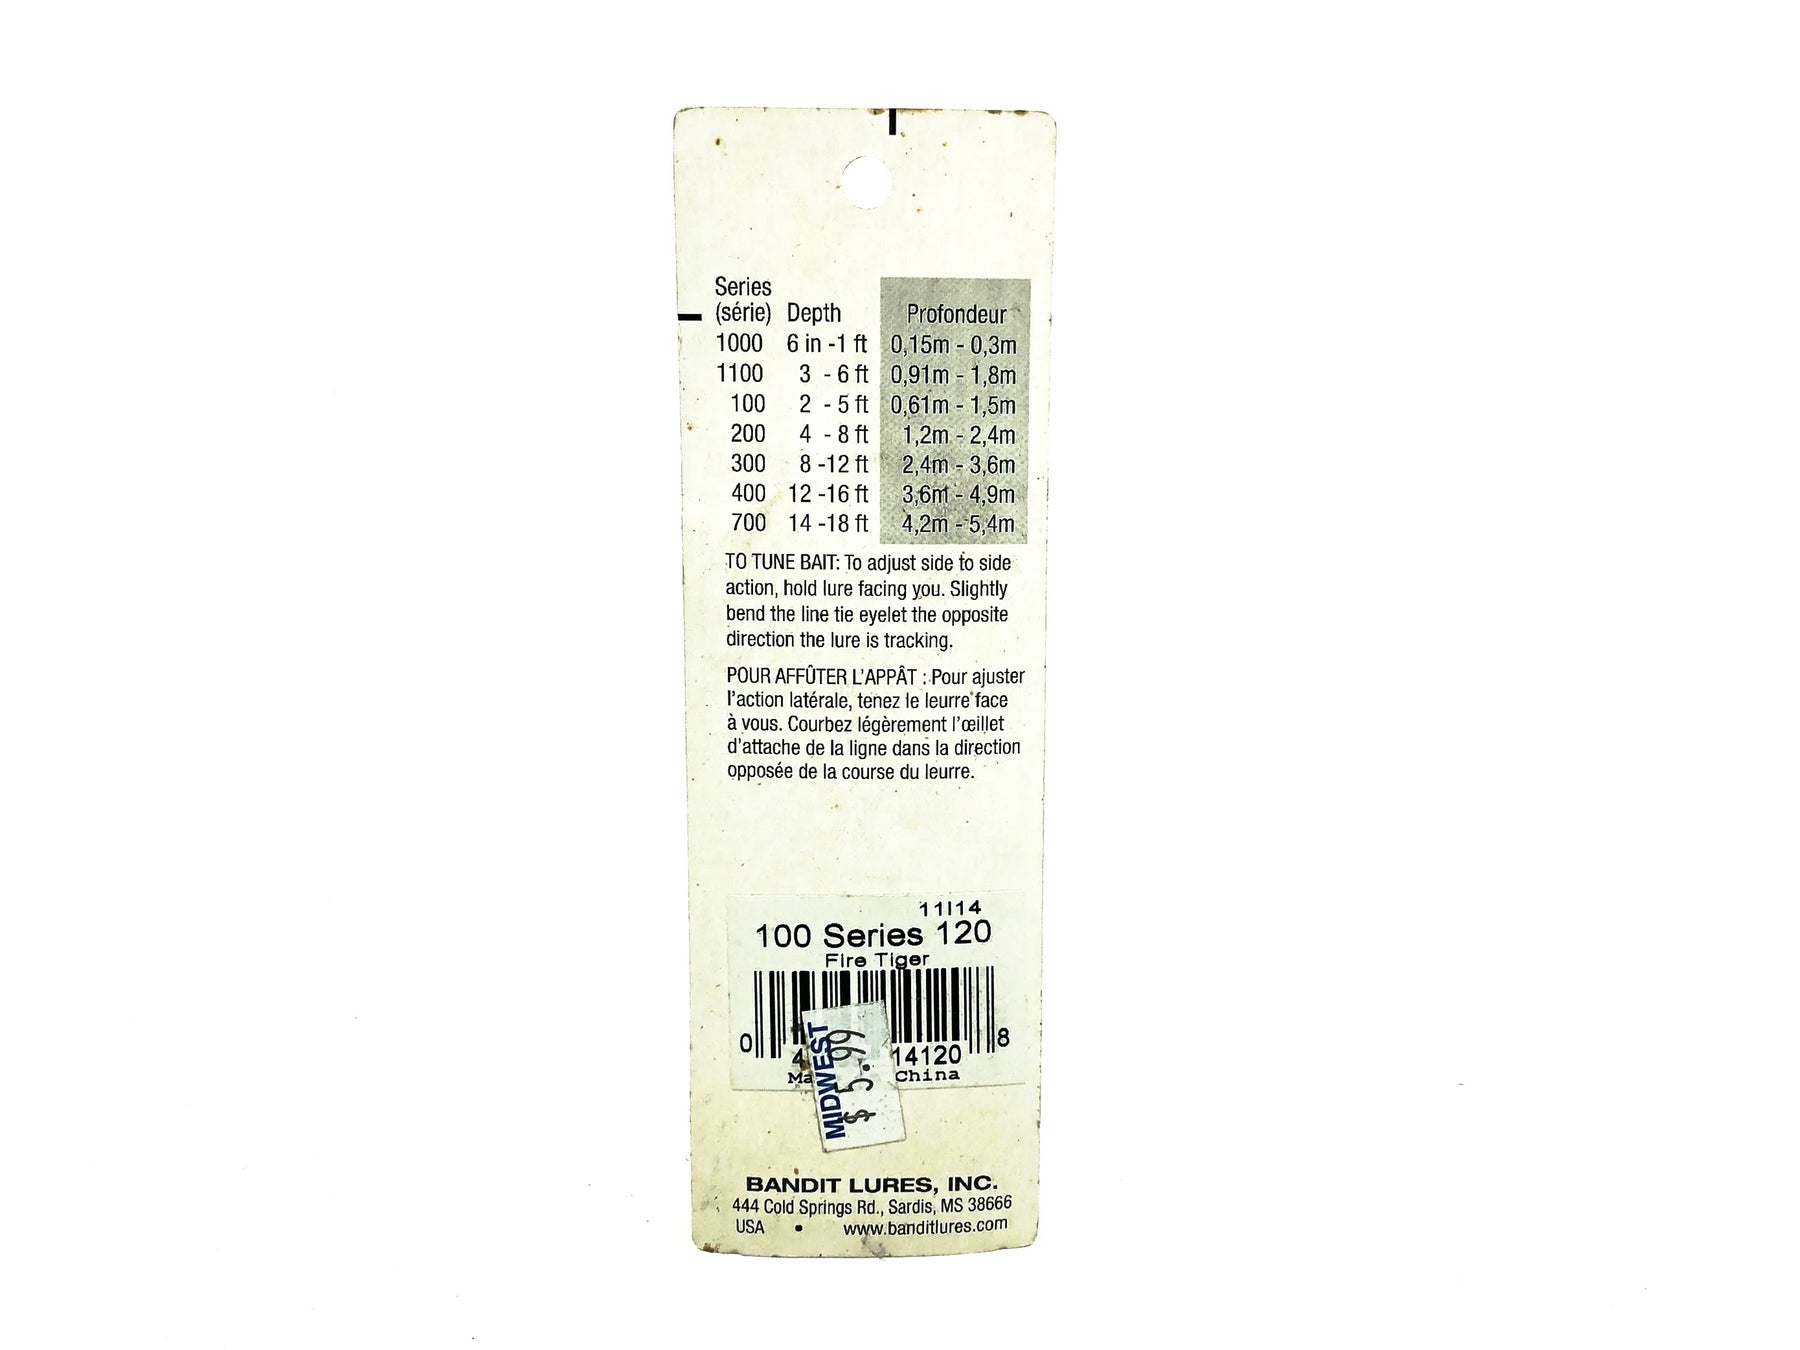 Series
(série) Depth Profondeur
1000 6 in -1 ft 0,15m - 0,3m
1100 3 - 6 ft 0,91m - 1,8m
100 2 - 5 ft 0,61m - 1,5m
200 4 - 8 ft 1,2m - 2,4m
300 8 -12 ft 2,4m - 3,6m
400 12 -16 ft 3,6m - 4,9m
700 14 -18 ft 4,2m - 5,4m
TO TUNE BAIT: To adjust side to side
action, hold lure facing you. Slightly
bend the line tie eyelet the opposite
direction the lure is tracking.
POUR AFFÛTER L'APPÂT : Pour ajuster
l'action latérale, tenez le leurre face
à vous. Courbez légèrement l'œillet
d'attache de la ligne dans la direction
opposée de la course du leurre.
11I14
100 Series 120
Fire Tiger
0 4 14120 8
Ma China
MIDWEST
$ 5.99
BANDIT LURES, INC.
444 Cold Springs Rd., Sardis, MS 38666
USA • www.banditlures.com